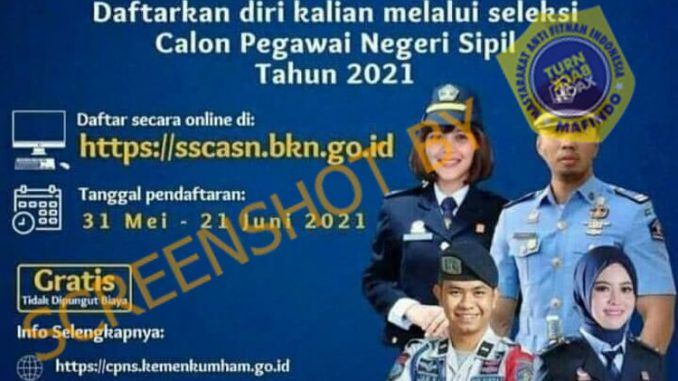 Daftarkan diri kalian melalui seleksi
Calon Pegawai Negeri Sipil
Tahun 2021
Daftar secara online di:
https://sscasn.bkn.go.id
Tanggal pendaftaran:
31 Mei - 21 Juni 2021
Gratis
Tidak Dipungut Biaya
Info Selengkapnya:
https://cpns.kemenkumham.go.id
SCREENSHOT BY
MASYARAKAT ANTI FITNAH INDONESIA
TURN
BACK
HOAX
MAFINDO